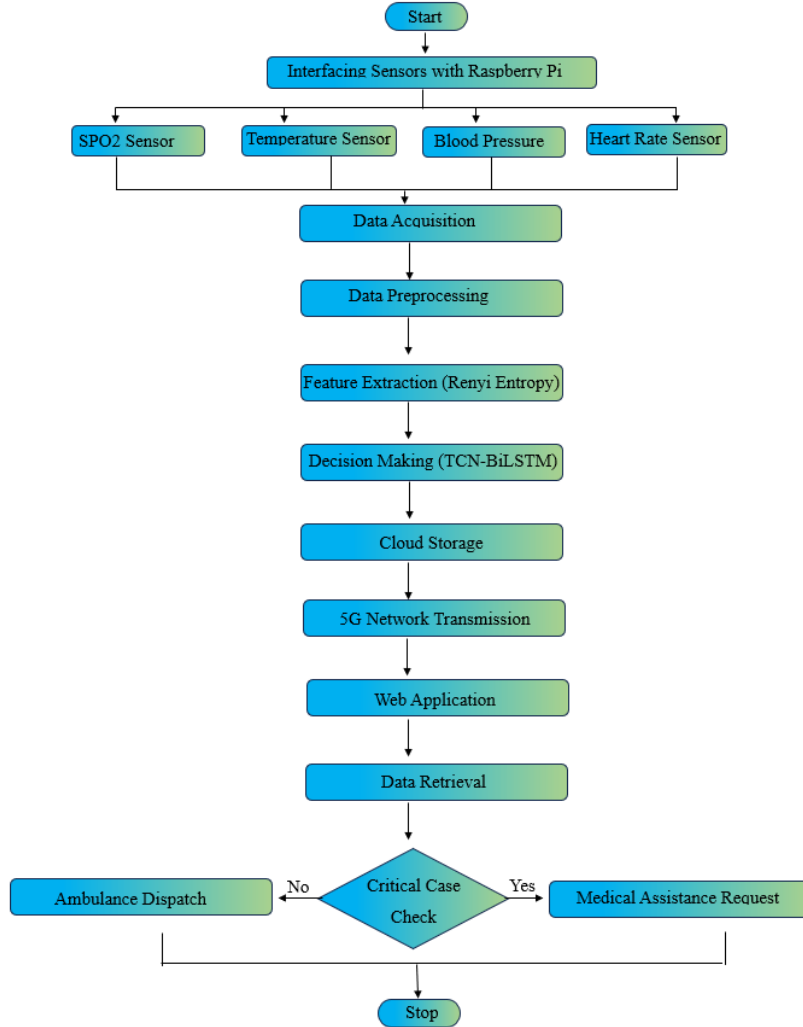 Start
Interfacing Sensors with Raspberry Pi
SPO2 Sensor
Temperature Sensor
Blood Pressure
Heart Rate Sensor
Data Acquisition
Data Preprocessing
Feature Extraction (Renyi Entropy)
Decision Making (TCN-BiLSTM)
Cloud Storage
5G Network Transmission
Web Application
Data Retrieval
Ambulance Dispatch
No
Critical Case
Check
Yes
Medical Assistance Request
Stop